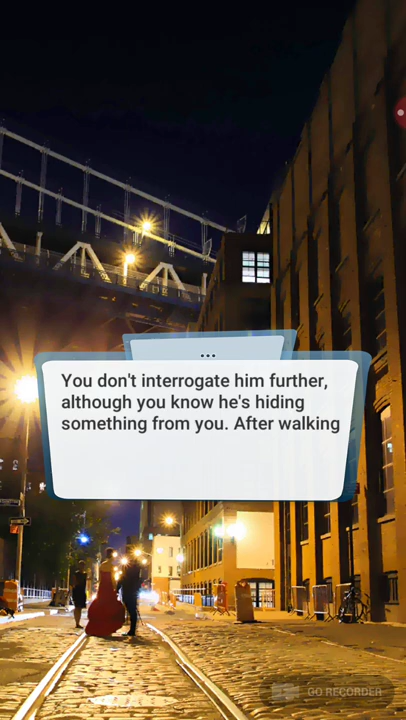 ...
You don't interrogate him further,
although you know he's hiding
something from you. After walking
GO RECORDER